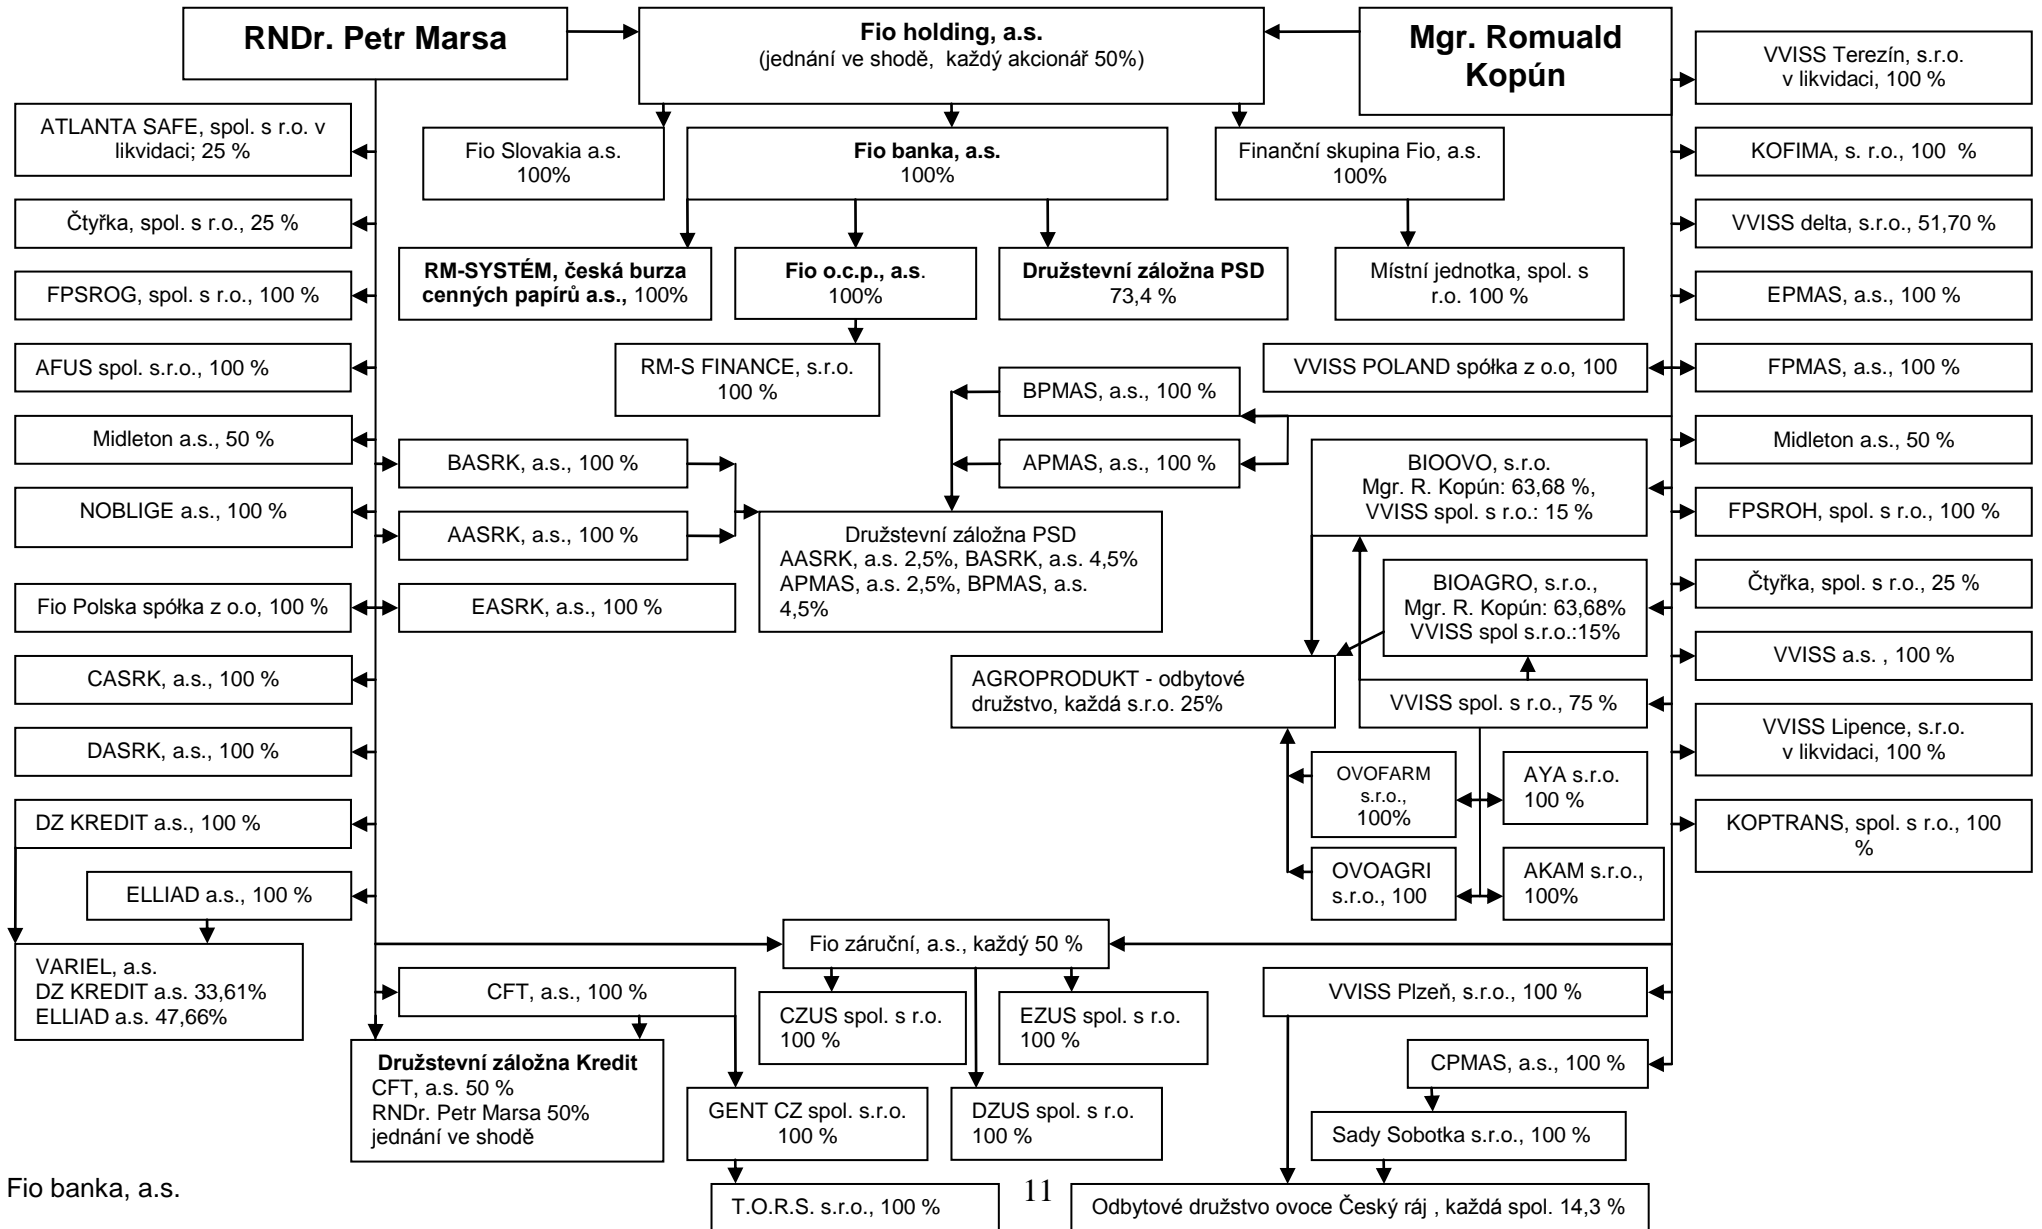 RNDr. Petr Marsa
Fio holding, a.s.
(jednání ve shodě, každý akcionář 50%)
Mgr. Romuald
Kopún
VVISS Terezín, s.r.o.
v likvidaci, 100 %
ATLANTA SAFE, spol. s r.o. v
likvidaci; 25 %
Fio Slovakia a.s.
100%
Fio banka, a.s.
100%
Finanční skupina Fio, a.s.
100%
KOFIMA, s. r.o., 100 %
Čtyřka, spol. s r.o., 25 %
VVISS delta, s.r.o., 51,70 %
RM-SYSTÉM, česká burza
cenných papírů a.s., 100%
Fio o.c.p., a.s.
100%
Družstevní záložna PSD
73,4 %
Místní jednotka, spol. s
r.o. 100 %
FPSROG, spol. s r.o., 100 %
EPMAS, a.s., 100 %
AFUS spol. s.r.o., 100 %
RM-S FINANCE, s.r.o.
100 %
VVISS POLAND spółka z o.o, 100
FPMAS, a.s., 100 %
BPMAS, a.s., 100 %
Midleton a.s., 50 %
BASRK, a.s., 100 %
APMAS, a.s., 100 %
BIOOVO, s.r.o.
Mgr. R. Kopún: 63,68 %,
VVISS spol. s r.o.: 15 %
Midleton a.s., 50 %
NOBLIGE a.s., 100 %
AASRK, a.s., 100 %
Družstevní záložna PSD
AASRK, a.s. 2,5%, BASRK, a.s. 4,5%
APMAS, a.s. 2,5%, BPMAS, a.s.
4,5%
FPSROH, spol. s r.o., 100 %
Fio Polska spółka z o.o, 100 %
EASRK, a.s., 100 %
BIOAGRO, s.r.o.,
Mgr. R. Kopún: 63,68%
VVISS spol s.r.o.:15%
Čtyřka, spol. s r.o., 25 %
CASRK, a.s., 100 %
AGROPRODUKT - odbytové
družstvo, každá s.r.o. 25%
VVISS a.s. , 100 %
VVISS spol. s r.o., 75 %
DASRK, a.s., 100 %
VVISS Lipence, s.r.o.
v likvidaci, 100 %
OVOFARM
s.r.o.,
100%
AYA s.r.o.
100 %
DZ KREDIT a.s., 100 %
KOPTRANS, spol. s r.o., 100
%
ELLIAD a.s., 100 %
OVOAGRI
s.r.o., 100
AKAM s.r.o.,
100%
Fio záruční, a.s., každý 50 %
VARIEL, a.s.
DZ KREDIT a.s. 33,61%
ELLIAD a.s. 47,66%
CFT, a.s., 100 %
CZUS spol. s r.o.
100 %
EZUS spol. s r.o.
100 %
VVISS Plzeň, s.r.o., 100 %
Družstevní záložna Kredit
CFT, a.s. 50 %
RNDr. Petr Marsa 50%
jednání ve shodě
CPMAS, a.s., 100 %
GENT CZ spol. s.r.o.
100 %
DZUS spol. s r.o.
100 %
Sady Sobotka s.r.o., 100 %
T.O.R.S. s.r.o., 100 %
Odbytové družstvo ovoce Český ráj , každá spol. 14,3 %
Fio banka, a.s.
11